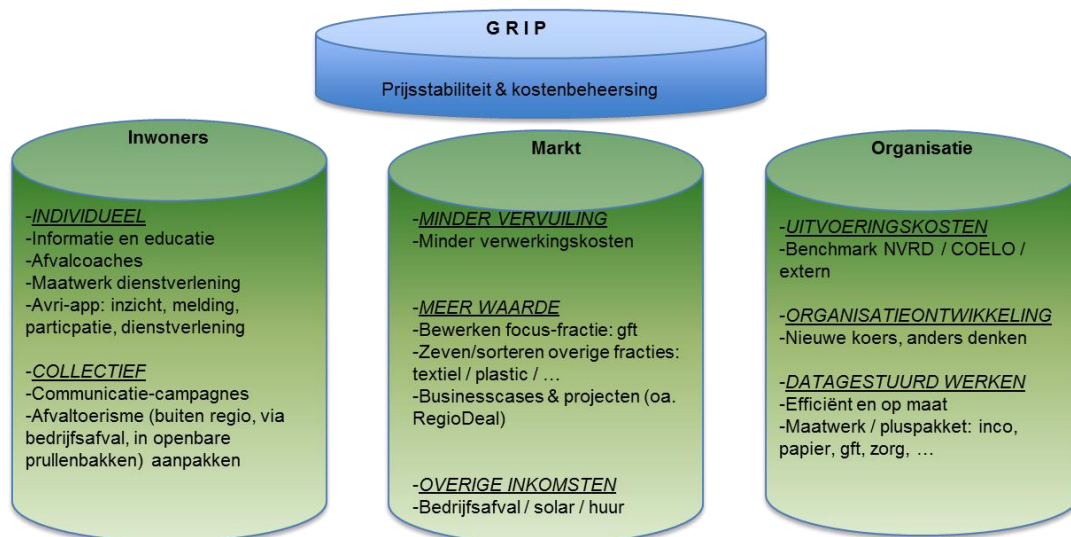 G R I P
Prijsstabiliteit & kostenbeheersing
Inwoners
-INDIVIDUEEL
-Informatie en educatie
-Afvalcoaches
-Maatwerk dienstverlening
-Avri-app: inzicht, melding,
particpatie, dienstverlening
-COLLECTIEF
-Communicatie-campagnes
-Afvaltoerisme (buiten regio, via
bedrijfsafval, in openbare
prullenbakken) aanpakken
Markt
-MINDER VERVUILING
-Minder verwerkingskosten
-MEER WAARDE
-Bewerken focus-fractie: gft
-Zeven/sorteren overige fracties:
textiel / plastic / …
-Businesscases & projecten (oa.
RegioDeal)
-OVERIGE INKOMSTEN
-Bedrijfsafval / solar / huur
Organisatie
-UITVOERINGSKOSTEN
-Benchmark NVRD / COELO /
extern
-ORGANISATIEONTWIKKELING
-Nieuwe koers, anders denken
-DATAGESTUURD WERKEN
-Efficiënt en op maat
-Maatwerk / pluspakket: inco,
papier, gft, zorg, …